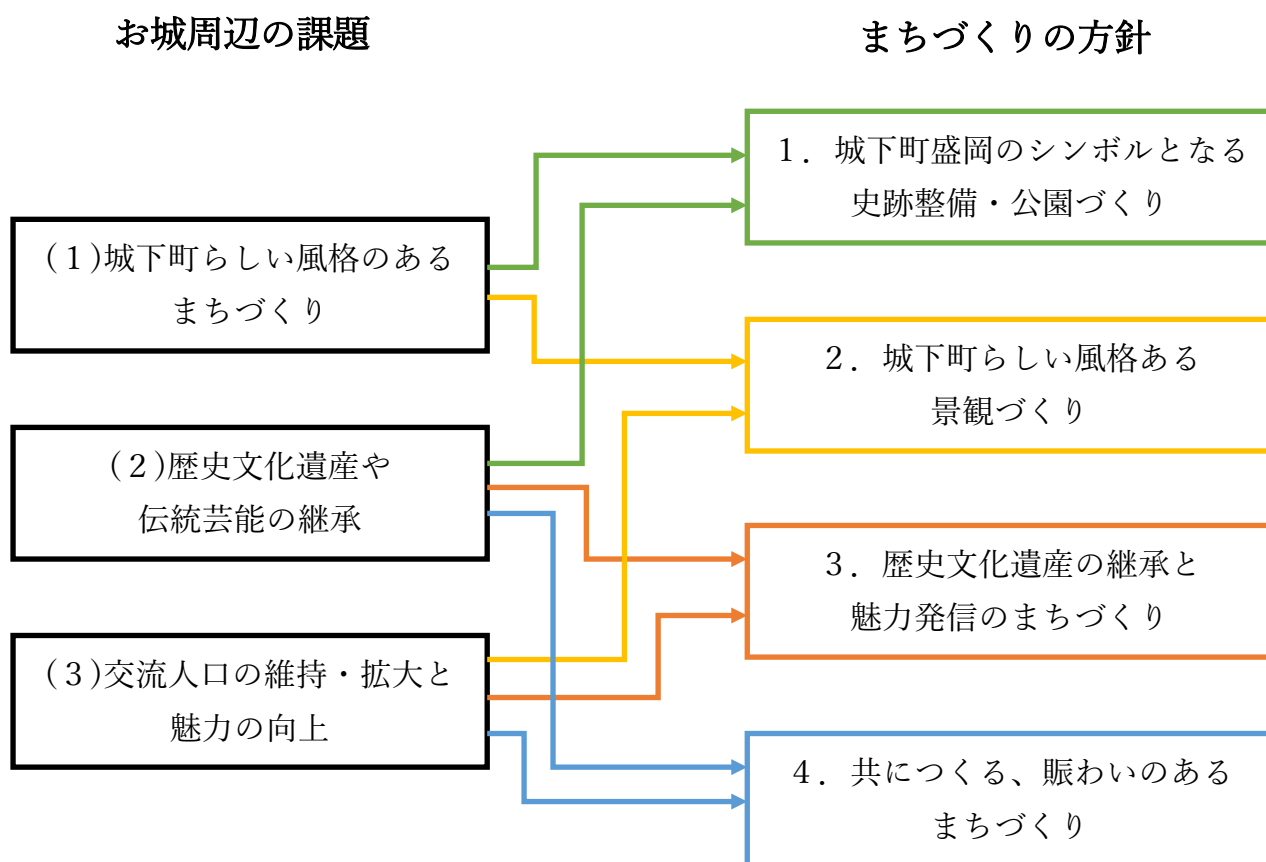 お城周辺の課題
まちづくりの方針
(１)城下町らしい風格のある
まちづくり
(２)歴史文化遺産や
伝統芸能の継承
(３)交流人口の維持・拡大と
魅力の向上
１．城下町盛岡のシンボルとなる
史跡整備・公園づくり
２．城下町らしい風格ある
景観づくり
３．歴史文化遺産の継承と
魅力発信のまちづくり
４．共につくる、賑わいのある
まちづくり